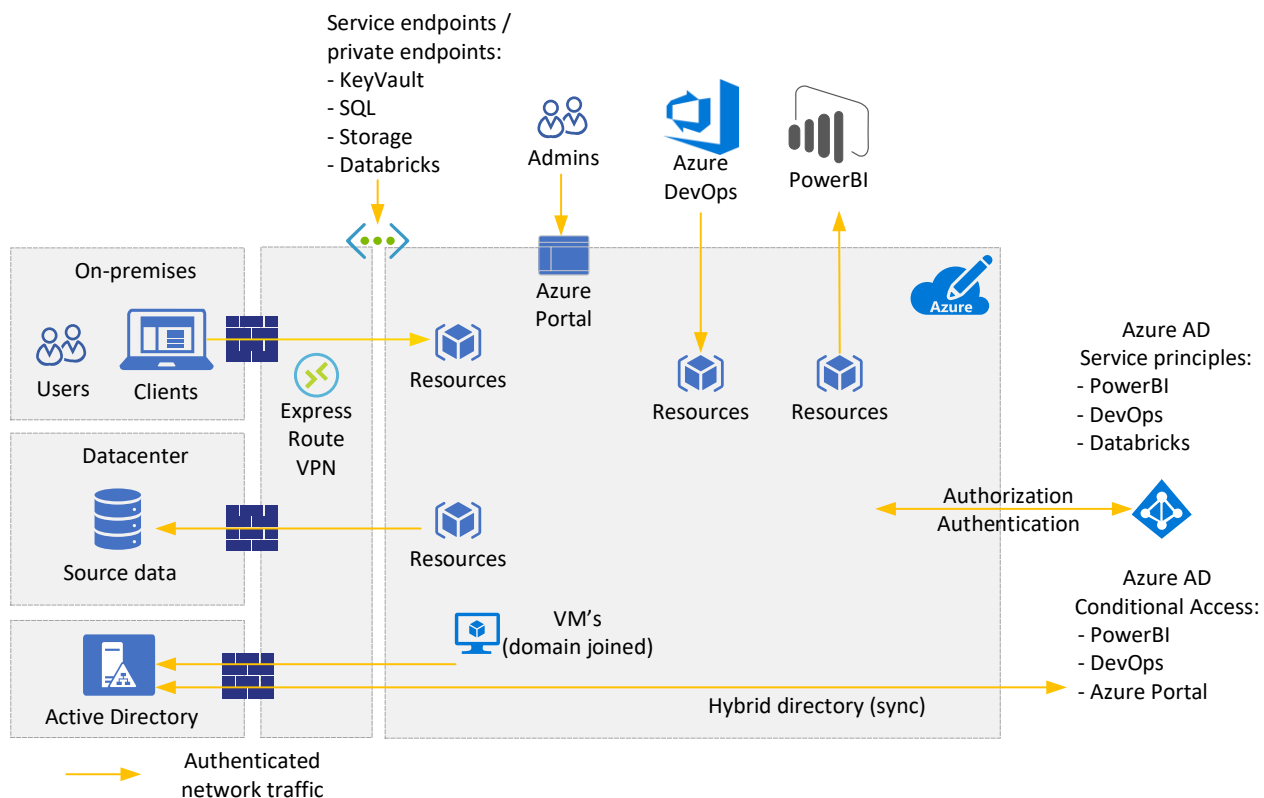 Service endpoints /
private endpoints:
- KeyVault
- SQL
- Storage
- Databricks
Admins
Azure
DevOps
PowerBI
On-premises
Users
Clients
Express
Route
VPN
Resources
Azure
Portal
Resources
Resources
Azure
Azure AD
Service principles:
- PowerBI
- DevOps
- Databricks
Datacenter
Source data
Resources
Authorization
Authentication
Azure AD
Conditional Access:
- PowerBI
- DevOps
- Azure Portal
VM's
(domain joined)
Active Directory
Hybrid directory (sync)
Authenticated
network traffic